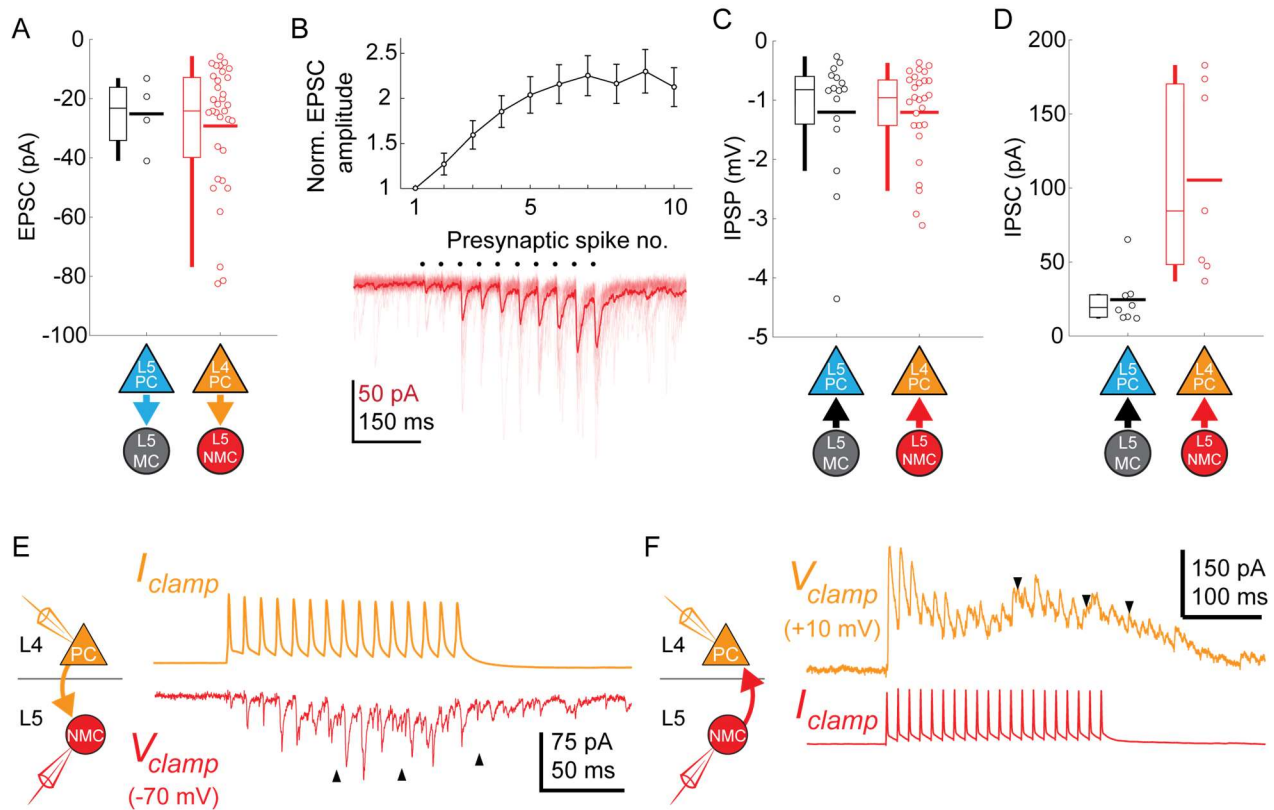 A
EPSC (pA)
0
-20
-40
-60
-80
-100
L5
PC
L4
PC
L5
MC
L5
NMC
B
Norm. EPSC
amplitude
2.5
2
1.5
1
1
5
10
Presynaptic spike no.
50 pA
150 ms
C
IPSP (mV)
0
-1
-2
-3
-4
-5
L5
PC
L4
PC
L5
MC
L5
NMC
D
IPSC (pA)
200
150
100
50
0
L5
PC
L4
PC
L5
MC
L5
NMC
E
I clamp
L4
PC
L5
NMC
V clamp
(-70 mV)
75 pA
50 ms
F
V clamp
(+10 mV)
150 pA
100 ms
L4
PC
L5
NMC
I clamp